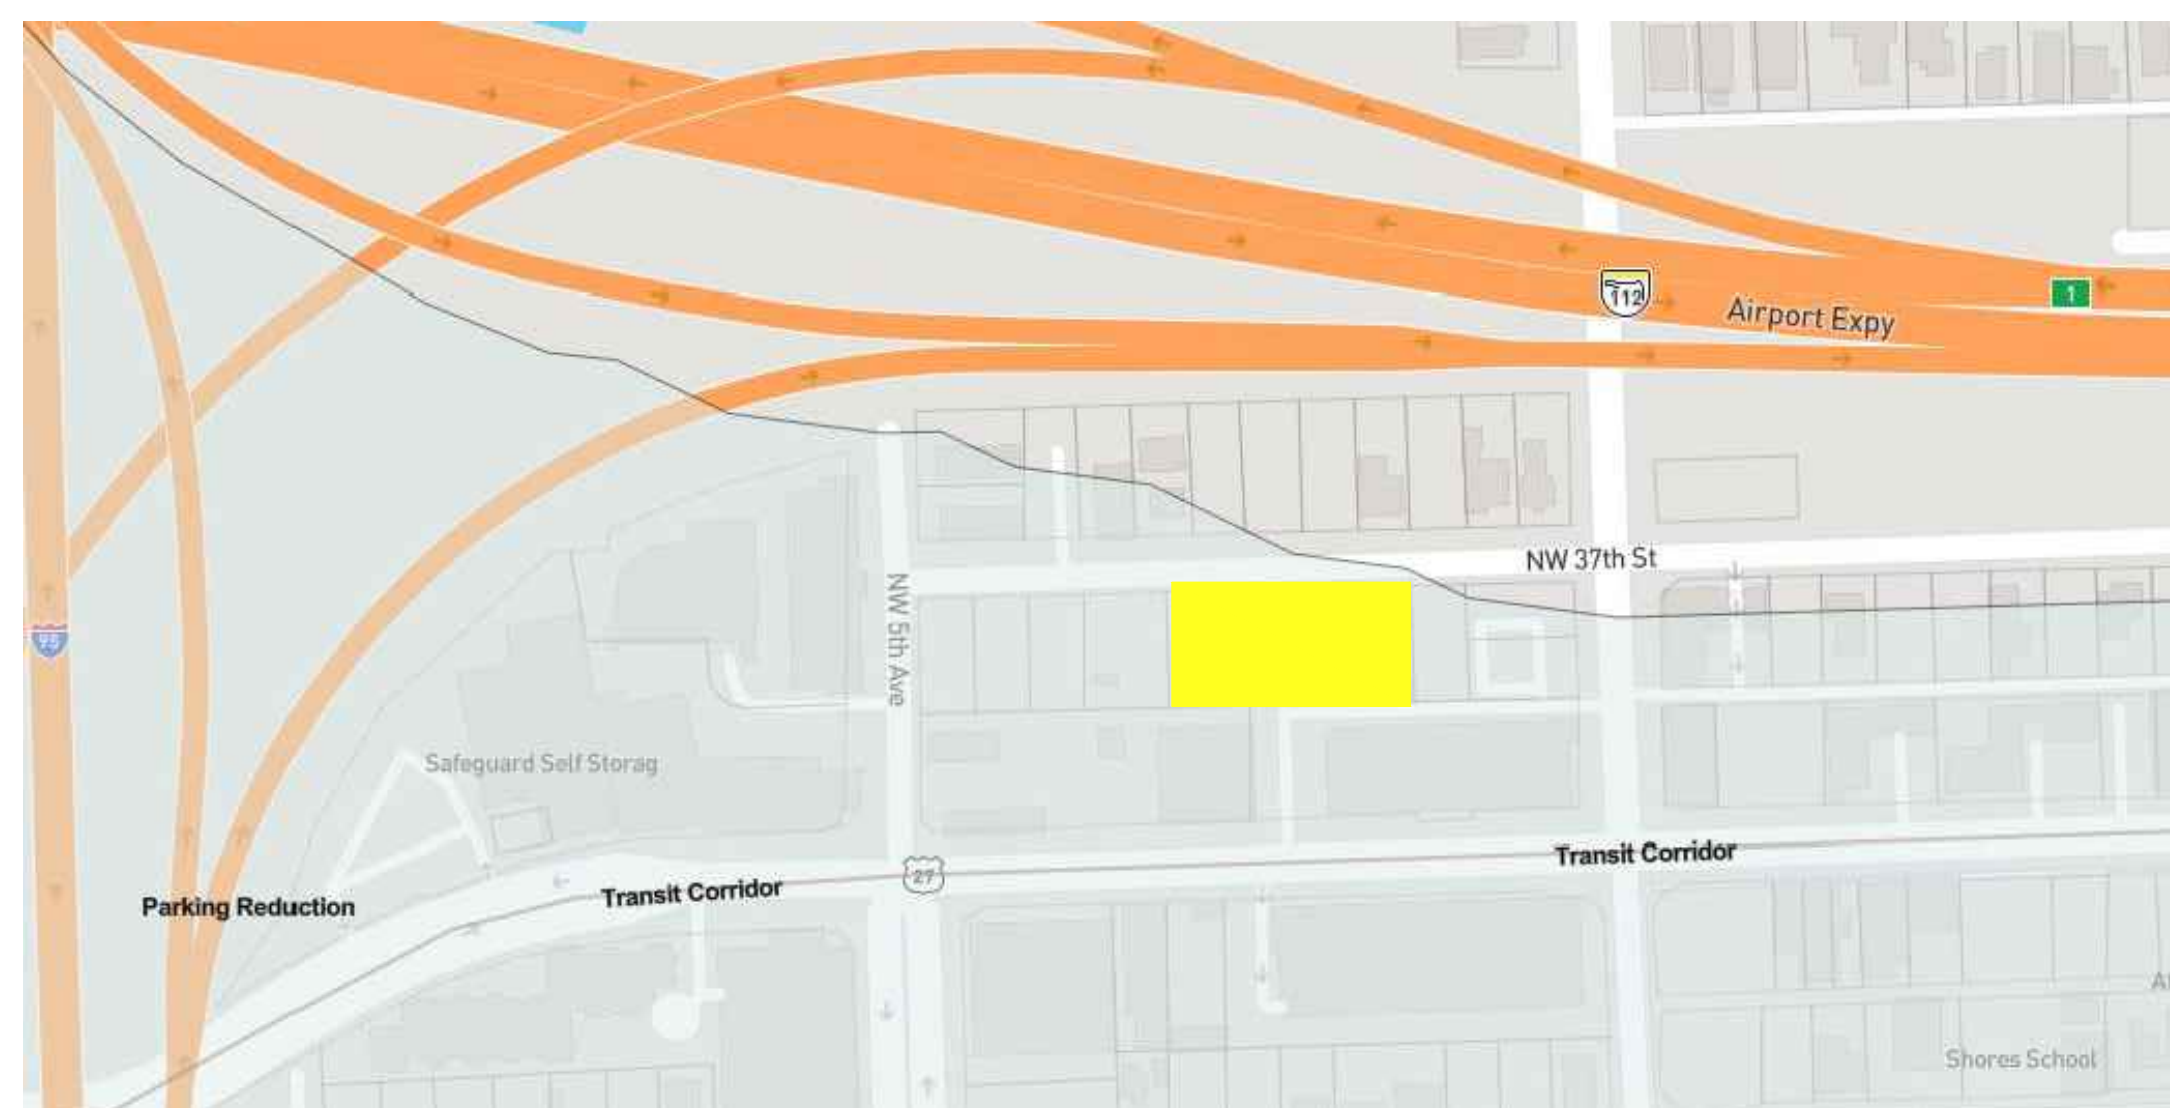 112
Airport Expy
1
NW 37th St
NW 5th Ave
95
Safeguard Self Storag
Transit Corridor
27
Transit Corridor
Parking Reduction
Shores School